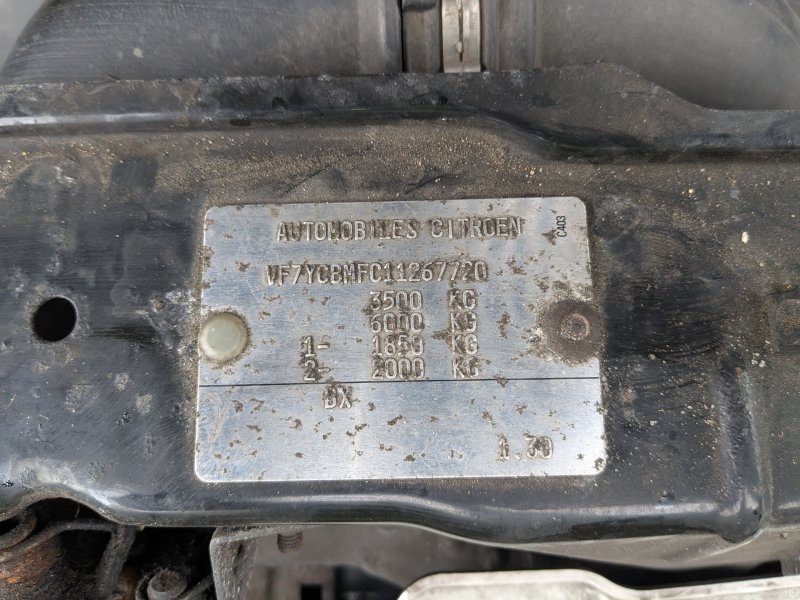 AUTOMOBILES CITROEN
C403
VF7YCBMFC11267720
3500 KG
6000 KG
1- 1850 KG
2- 2000 KG
BX
1.30